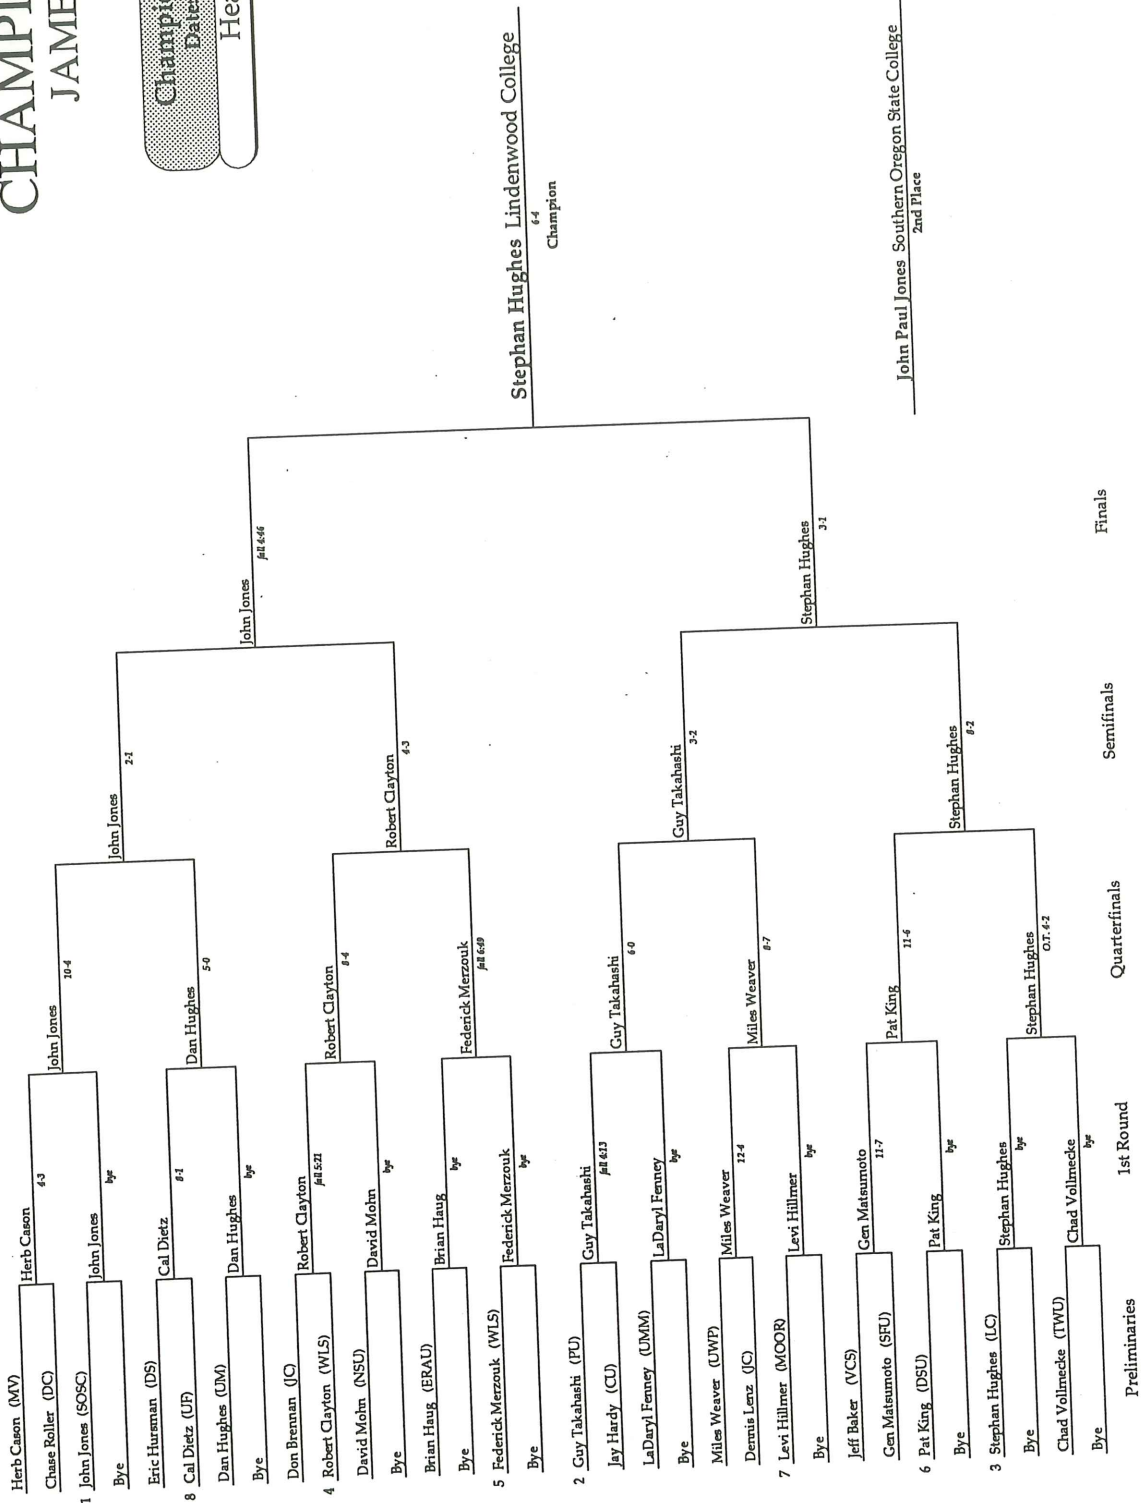 CHAMPI
JAME
Champi
Date
Hea
Herb Cason (MV)
Chase Roller (DC)
1 John Jones (SOSC)
Bye
Eric Hursman (DS)
8 Cal Dietz (UF)
Dan Hughes (UM)
Bye
Don Brennan (JC)
4 Robert Clayton (WLS)
David Mohn (NSU)
Bye
Brian Haug (ERAU)
Bye
5 Federick Merzouk (WLS)
Bye
2 Guy Takahashi (PU)
Jay Hardy (CU)
LaDaryl Fenney (UMM)
Bye
Miles Weaver (UWP)
Dennis Lenz (JC)
7 Levi Hillmer (MOOR)
Bye
Jeff Baker (VCS)
Gen Matsumoto (SFU)
6 Pat King (DSU)
Bye
3 Stephan Hughes (LC)
Bye
Chad Vollmecke (TWU)
Bye
Preliminaries
Herb Cason
4-3
John Jones
bye
Cal Dietz
8-1
Dan Hughes
bye
Robert Clayton
fall 5:21
David Mohn
bye
Brian Haug
bye
Federick Merzouk
bye
Guy Takahashi
fall 4:13
LaDaryl Fenney
bye
Miles Weaver
12-4
Levi Hillmer
bye
Gen Matsumoto
11-7
Pat King
bye
Stephan Hughes
bye
Chad Vollmecke
bye
1st Round
John Jones
10-4
Dan Hughes
5-0
Robert Clayton
8-4
Federick Merzouk
fall 6:49
Guy Takahashi
6-0
Miles Weaver
8-7
Pat King
11-6
Stephan Hughes
O.T. 4-2
Quarterfinals
John Jones
2-1
Robert Clayton
4-3
Guy Takahashi
3-2
Stephan Hughes
8-2
Semifinals
John Jones
fall 4:46
Stephan Hughes
3-1
Finals
Stephan Hughes Lindenwood College
6-4
Champion
John Paul Jones Southern Oregon State College
2nd Place